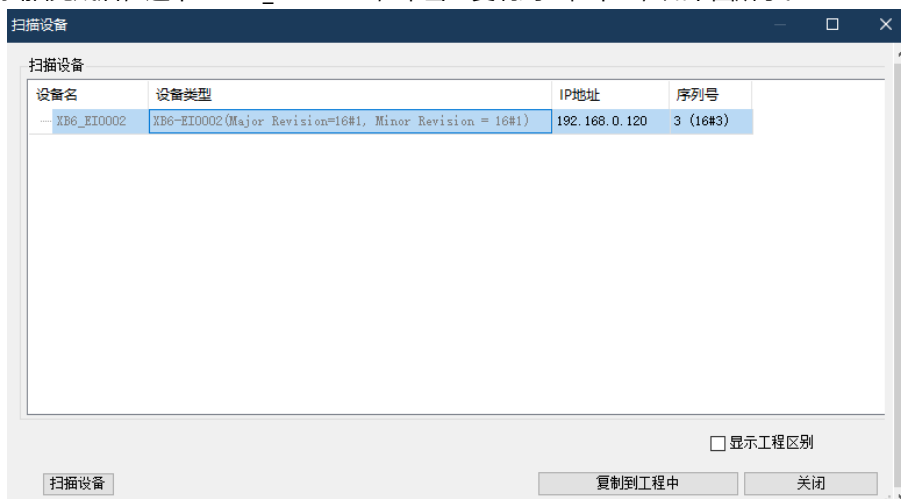 扫描设备
扫描设备
设备名 设备类型 IP地址 序列号
XB6_EI0002 XB6-EI0002(Major Revision=16#1, Minor Revision = 16#1) 192.168.0.120 3 (16#3)
显示工程区别
扫描设备 复制到工程中 关闭